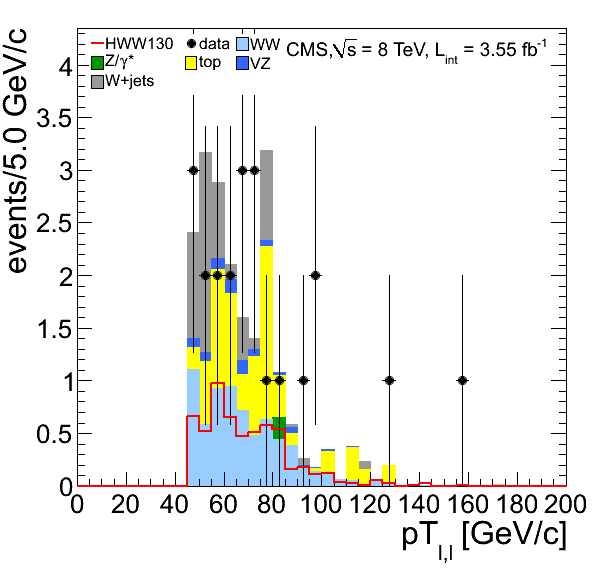 HWW130 data WW CMS,√s = 8 TeV, L_int = 3.55 fb^-1
Z/γ* top VZ
W+jets
events/5.0 GeV/c
4
3.5
3
2.5
2
1.5
1
0.5
0
0 20 40 60 80 100 120 140 160 180 200
pT_l,l [GeV/c]